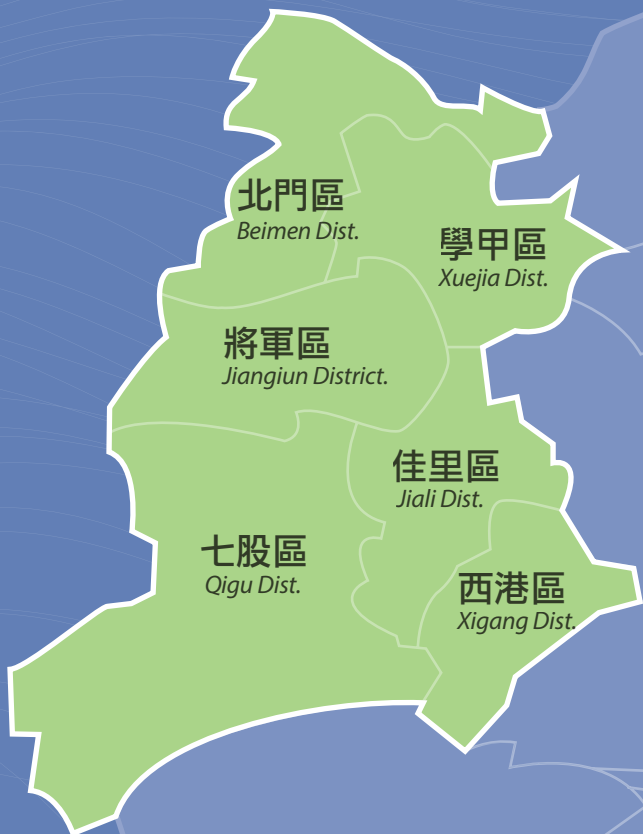 北門區
Beimen Dist.
學甲區
Xuejia Dist.
將軍區
Jiangiun District.
佳里區
Jiali Dist.
七股區
Qigu Dist.
西港區
Xigang Dist.